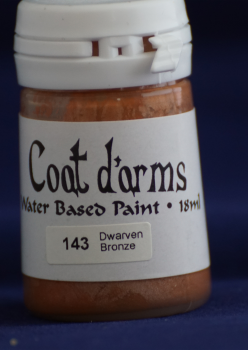 Coat d'arms
Water Based Paint • 18ml
143 Dwarven
Bronze